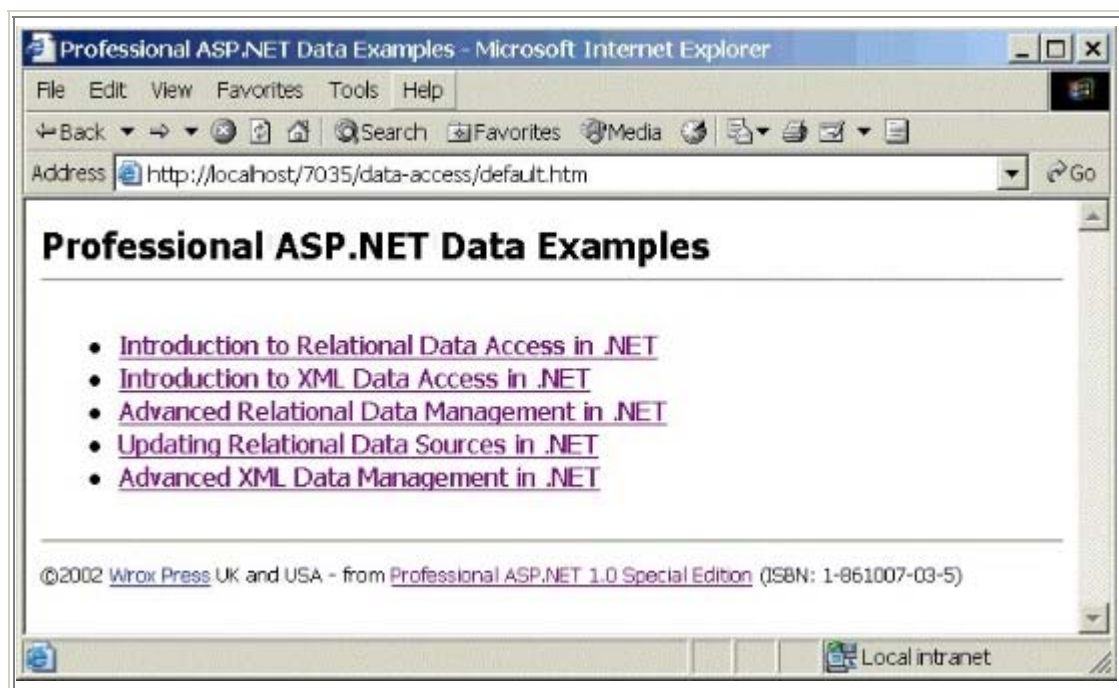 Professional ASP.NET Data Examples - Microsoft Internet Explorer
File Edit View Favorites Tools Help
Back Search Favorites Media
Address http://localhost/7035/data-access/default.htm Go
Professional ASP.NET Data Examples
• Introduction to Relational Data Access in .NET
• Introduction to XML Data Access in .NET
• Advanced Relational Data Management in .NET
• Updating Relational Data Sources in .NET
• Advanced XML Data Management in .NET
©2002 Wrox Press UK and USA - from Professional ASP.NET 1.0 Special Edition (ISBN: 1-861007-03-5)
Local intranet